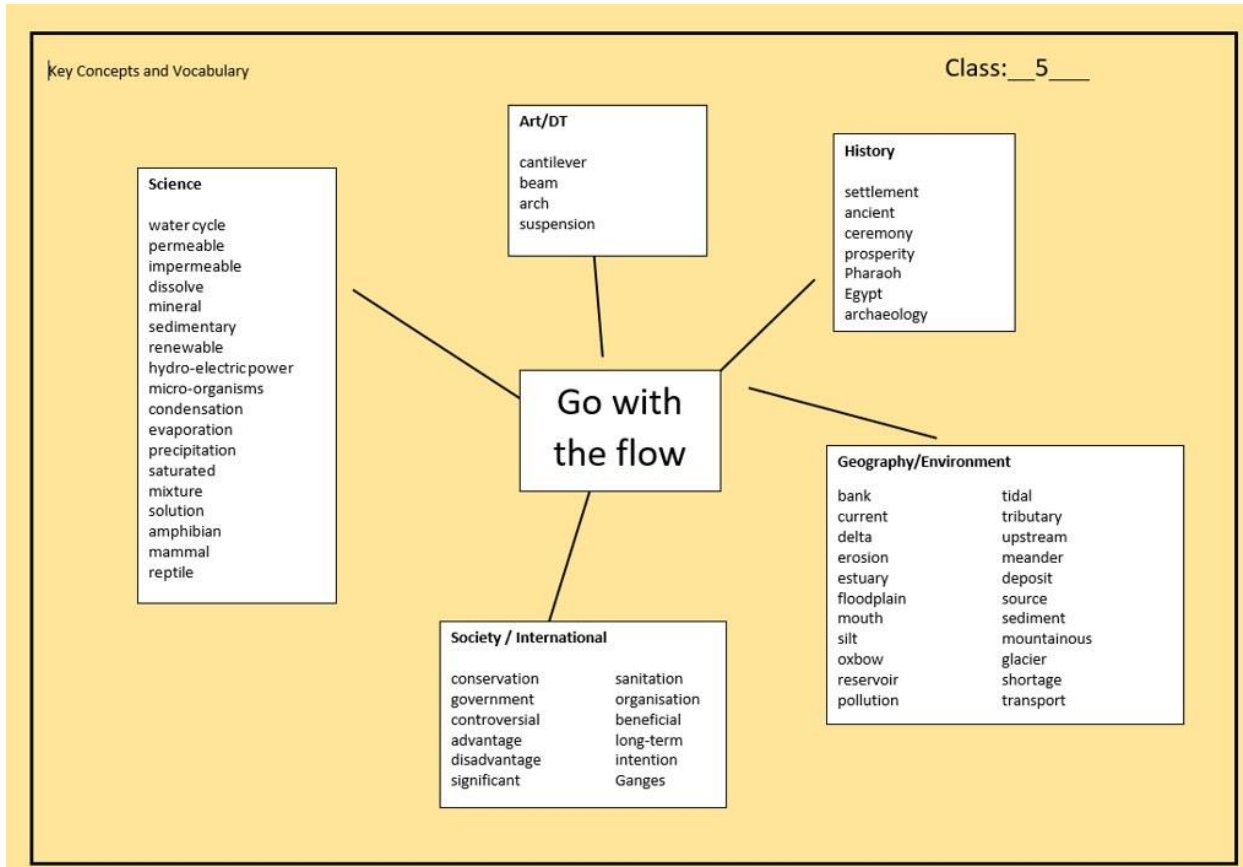 Key Concepts and Vocabulary
Class:__5___
Art/DT
cantilever
beam
arch
suspension
History
settlement
ancient
ceremony
prosperity
Pharaoh
Egypt
archaeology
Science
water cycle
permeable
impermeable
dissolve
mineral
sedimentary
renewable
hydro-electric power
micro-organisms
condensation
evaporation
precipitation
saturated
mixture
solution
amphibian
mammal
reptile
Go with
the flow
Geography/Environment
bank
current
delta
erosion
estuary
floodplain
mouth
silt
oxbow
reservoir
pollution
tidal
tributary
upstream
meander
deposit
source
sediment
mountainous
glacier
shortage
transport
Society / International
conservation
government
controversial
advantage
disadvantage
significant
sanitation
organisation
beneficial
long-term
intention
Ganges